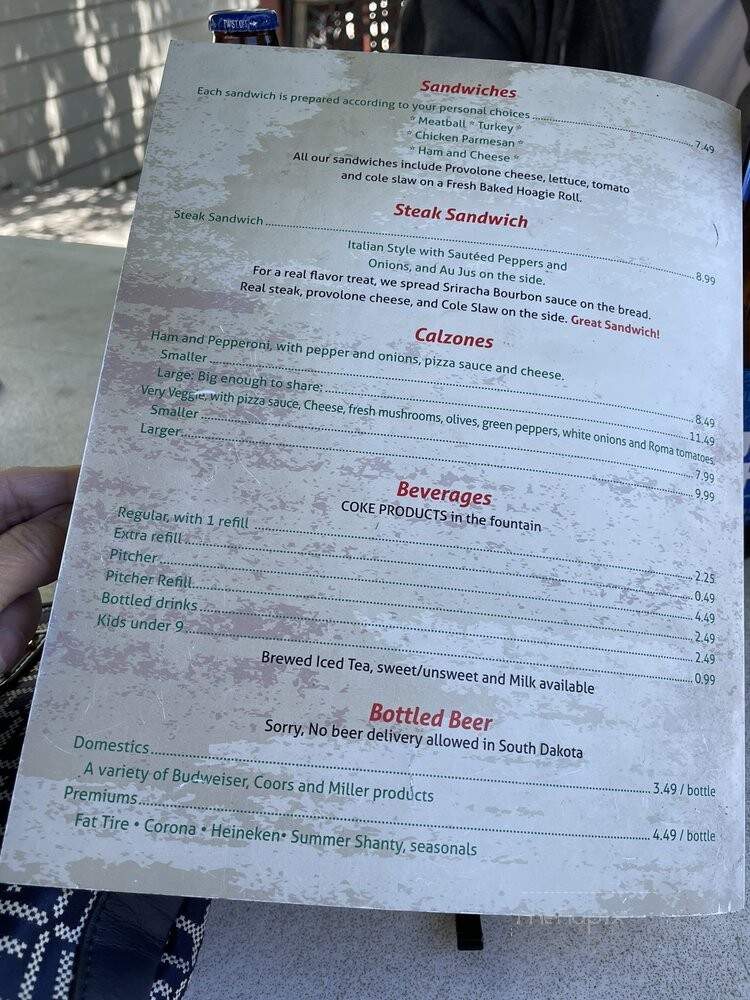 TWIST OFF
Sandwiches
Each sandwich is prepared according to your personal choices 7.49
* Meatball * Turkey *
* Chicken Parmesan *
* Ham and Cheese *
All our sandwiches include Provolone cheese, lettuce, tomato
and cole slaw on a Fresh Baked Hoagie Roll.
Steak Sandwich
Steak Sandwich 8.99
Italian Style with Sautéed Peppers and
Onions, and Au Jus on the side.
For a real flavor treat, we spread Sriracha Bourbon sauce on the bread.
Real steak, provolone cheese, and Cole Slaw on the side. Great Sandwich!
Calzones
Ham and Pepperoni, with pepper and onions, pizza sauce and cheese.
Smaller 8.49
Large: Big enough to share: 11.49
Very Veggie, with pizza sauce, Cheese, fresh mushrooms, olives, green peppers, white onions and Roma tomatoes
Smaller 7.99
Larger 9.99
Beverages
COKE PRODUCTS in the fountain
Regular, with 1 refill 2.25
Extra refill 0.49
Pitcher 4.49
Pitcher Refill 2.49
Bottled drinks 2.49
Kids under 9 0.99
Brewed Iced Tea, sweet/unsweet and Milk available
Bottled Beer
Sorry, No beer delivery allowed in South Dakota
Domestics 3.49 / bottle
A variety of Budweiser, Coors and Miller products
Premiums 4.49 / bottle
Fat Tire • Corona • Heineken• Summer Shanty, seasonals